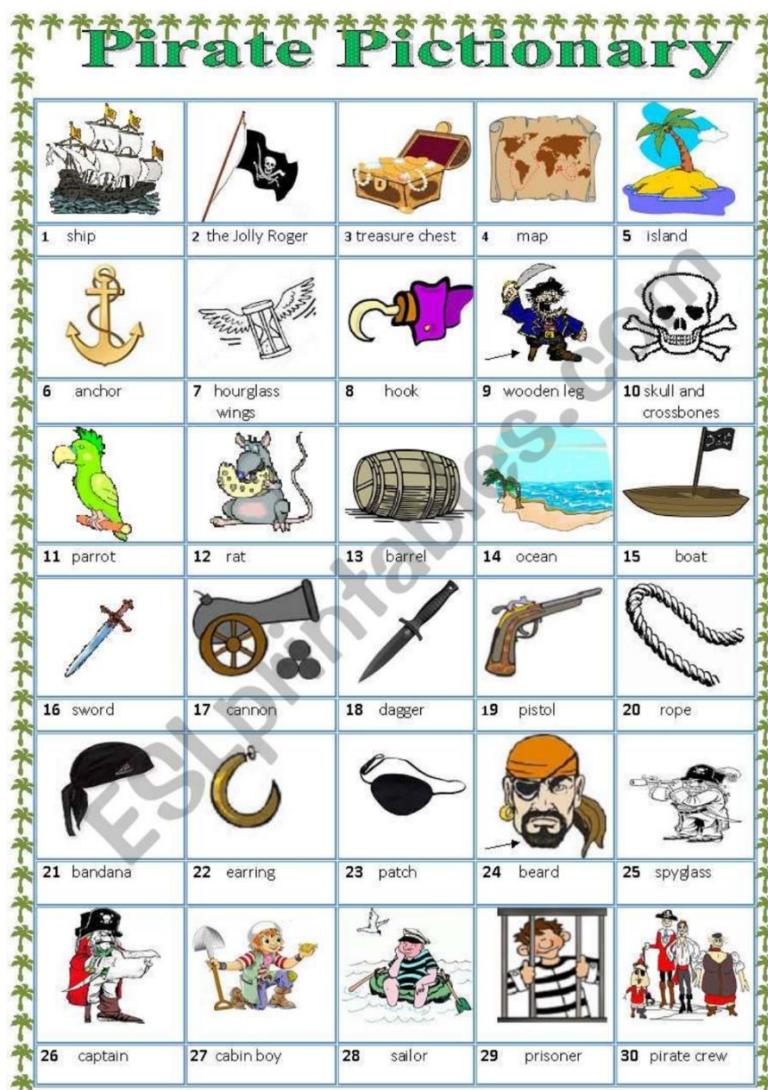 Pirate Pictionary
1 ship
2 the Jolly Roger
3 treasure chest
4 map
5 island
6 anchor
7 hourglass
wings
8 hook
9 wooden leg
10 skull and
crossbones
11 parrot
12 rat
13 barrel
14 ocean
15 boat
16 sword
17 cannon
18 dagger
19 pistol
20 rope
21 bandana
22 earring
23 patch
24 beard
25 spyglass
26 captain
27 cabin boy
28 sailor
29 prisoner
30 pirate crew
ESLprintables.com